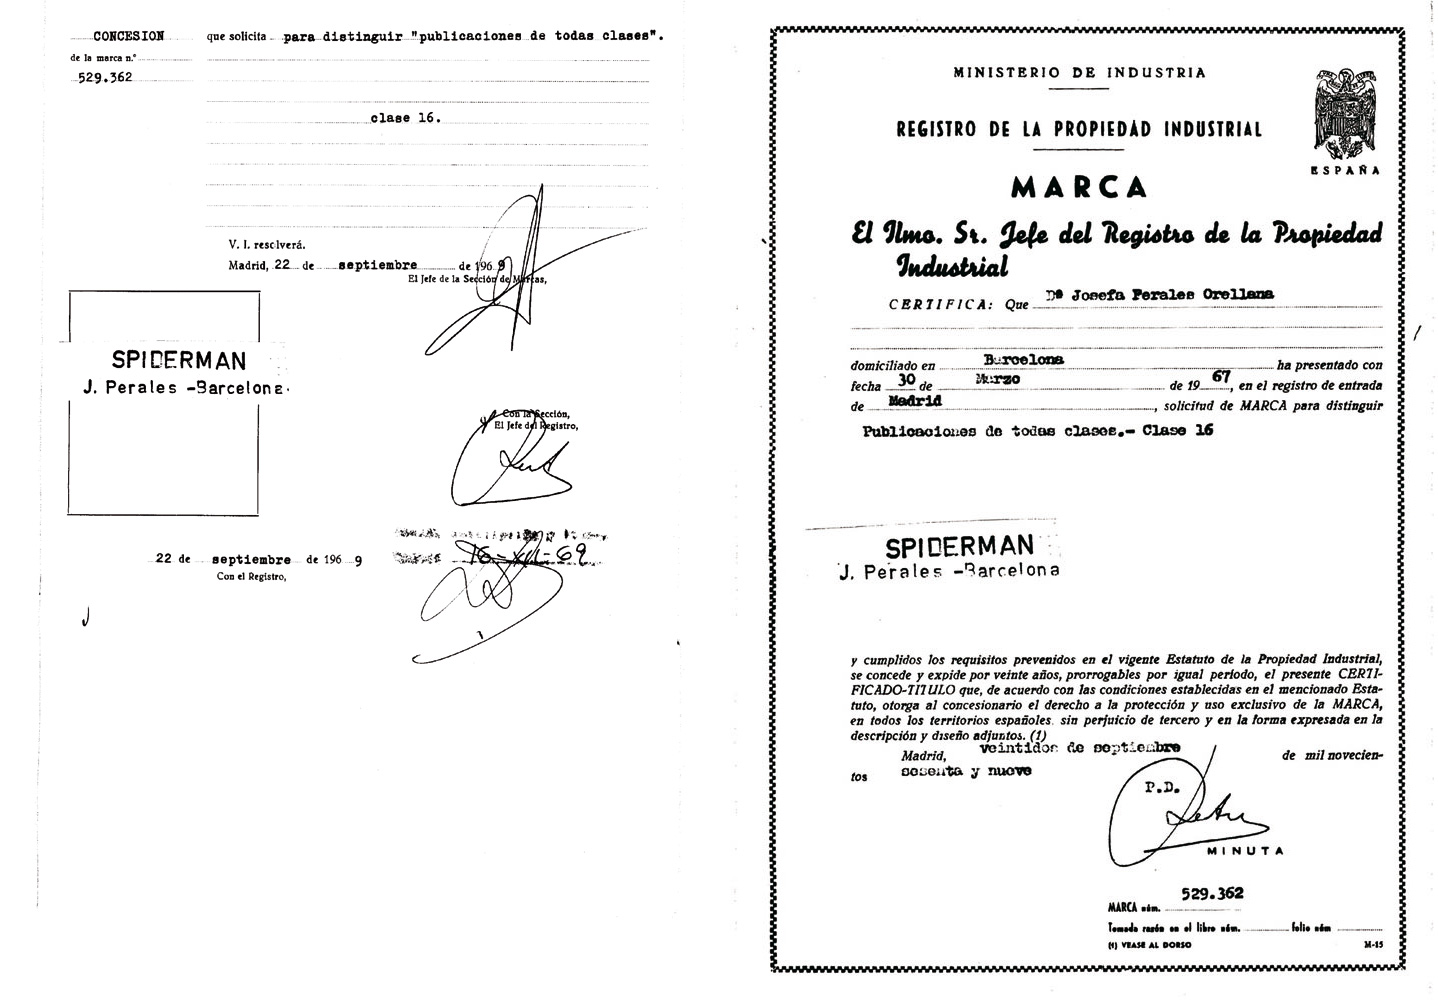 CONCESION
que solicita para distinguir "publicaciones de todas clases".
de la marca n.º
529.362
clase 16.
V. I. resolverá.
Madrid, 22 de septiembre de 1969
El Jefe de la Sección de Marcas,
SPIDERMAN
J. Perales -Barcelona.
Con la Sección,
El Jefe del Registro,
16-XII-69
22 de septiembre de 1969
Con el Registro,
MINISTERIO DE INDUSTRIA
REGISTRO DE LA PROPIEDAD INDUSTRIAL
ESPAÑA
MARCA
El Ilmo. Sr. Jefe del Registro de la Propiedad
Industrial
CERTIFICA: Que Dª Josefa Perales Orellana
domiciliado en Barcelona ha presentado con
fecha 30 de Marzo de 1967, en el registro de entrada
de Madrid, solicitud de MARCA para distinguir
Publicaciones de todas clases.- Clase 16
SPIDERMAN
J. Perales -Barcelona
y cumplidos los requisitos prevenidos en el vigente Estatuto de la Propiedad Industrial,
se concede y expide por veinte años, prorrogables por igual período, el presente CERTI-
FICADO-TITULO que, de acuerdo con las condiciones establecidas en el mencionado Esta-
tuto, otorga al concesionario el derecho a la protección y uso exclusivo de la MARCA,
en todos los territorios españoles, sin perjuicio de tercero y en la forma expresada en la
descripción y diseño adjuntos. (1)
Madrid, veintidos de septiembre de mil novecien-
tos sesenta y nueve
P.D.
MINUTA
529.362
MARCA núm.
Tomada razón en el libro núm. folio núm
(1) VEASE AL DORSO M-15